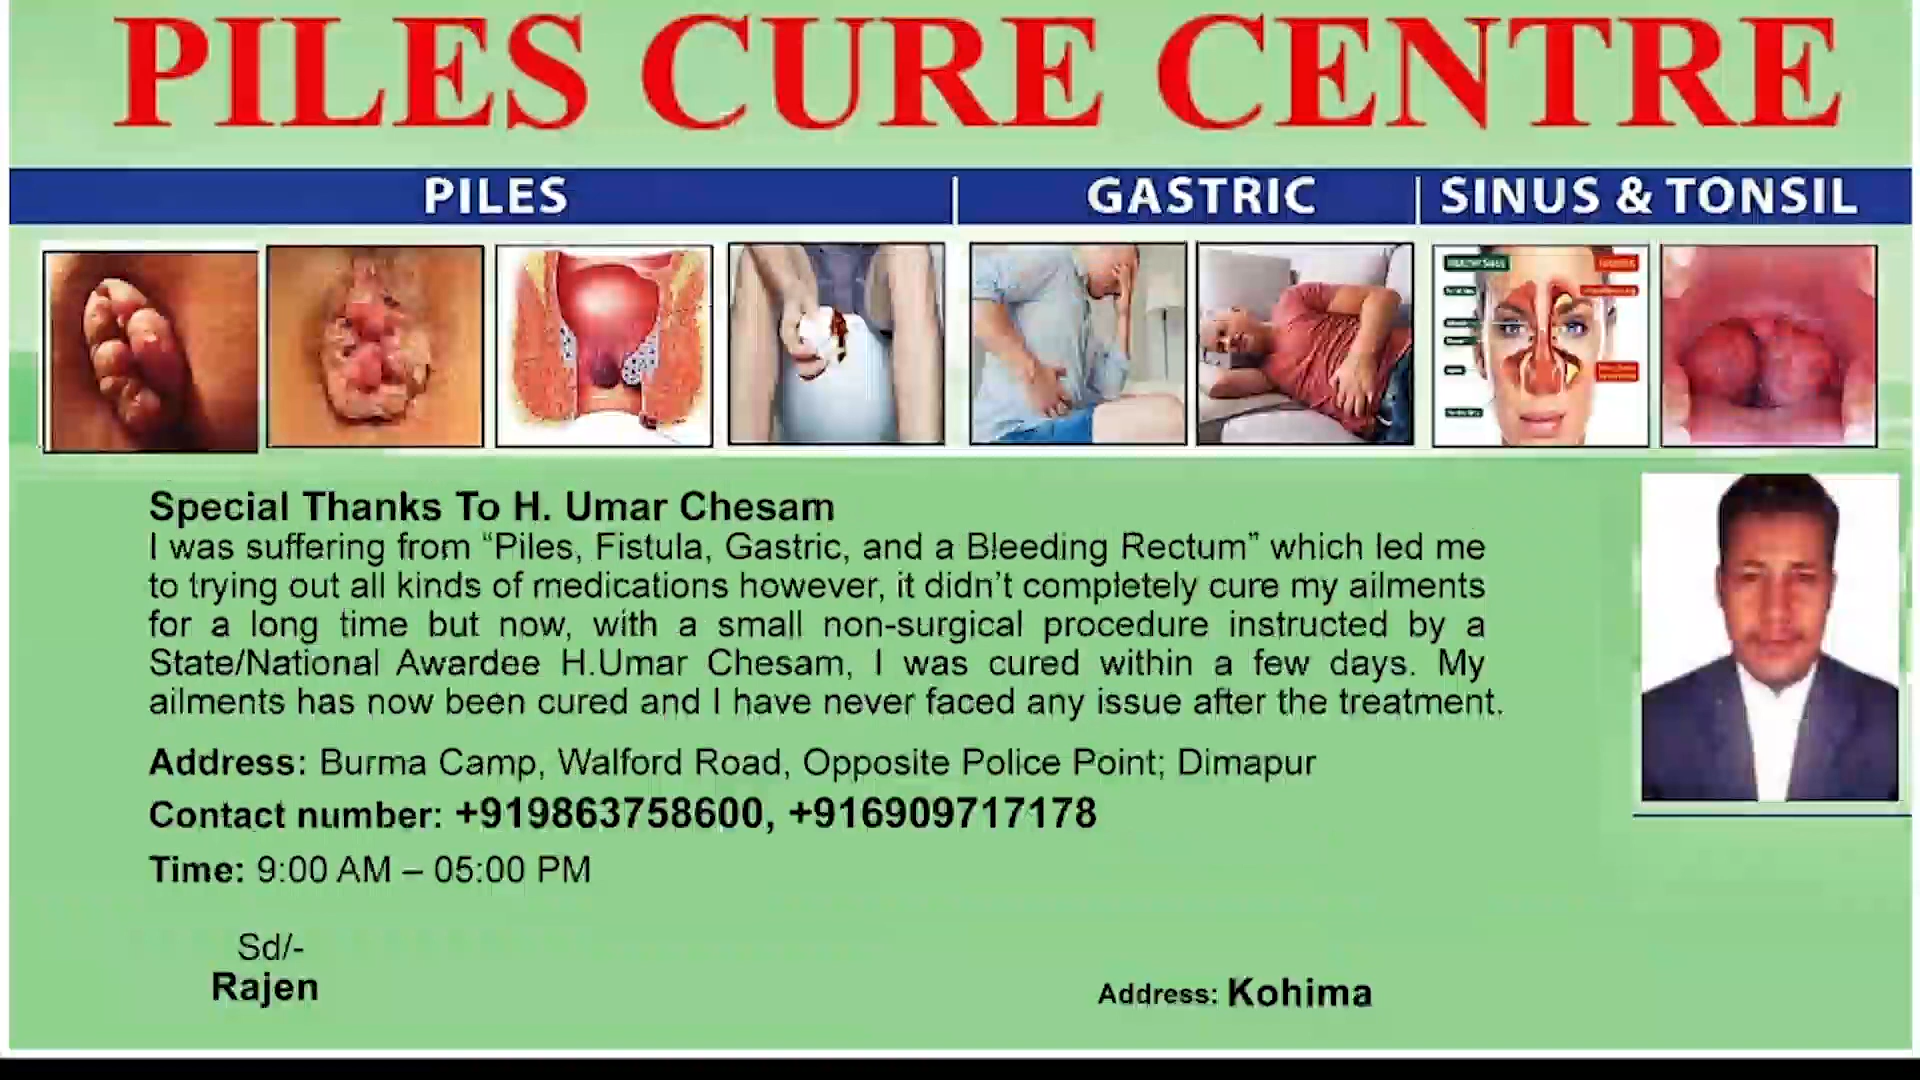 PILES CURE CENTRE
PILES | GASTRIC | SINUS & TONSIL
Special Thanks To H. Umar Chesam
I was suffering from “Piles, Fistula, Gastric, and a Bleeding Rectum” which led me
to trying out all kinds of medications however, it didn’t completely cure my ailments
for a long time but now, with a small non-surgical procedure instructed by a
State/National Awardee H.Umar Chesam, I was cured within a few days. My
ailments has now been cured and I have never faced any issue after the treatment.
Address: Burma Camp, Walford Road, Opposite Police Point; Dimapur
Contact number: +919863758600, +916909717178
Time: 9:00 AM – 05:00 PM
Sd/-
Rajen
Address: Kohima